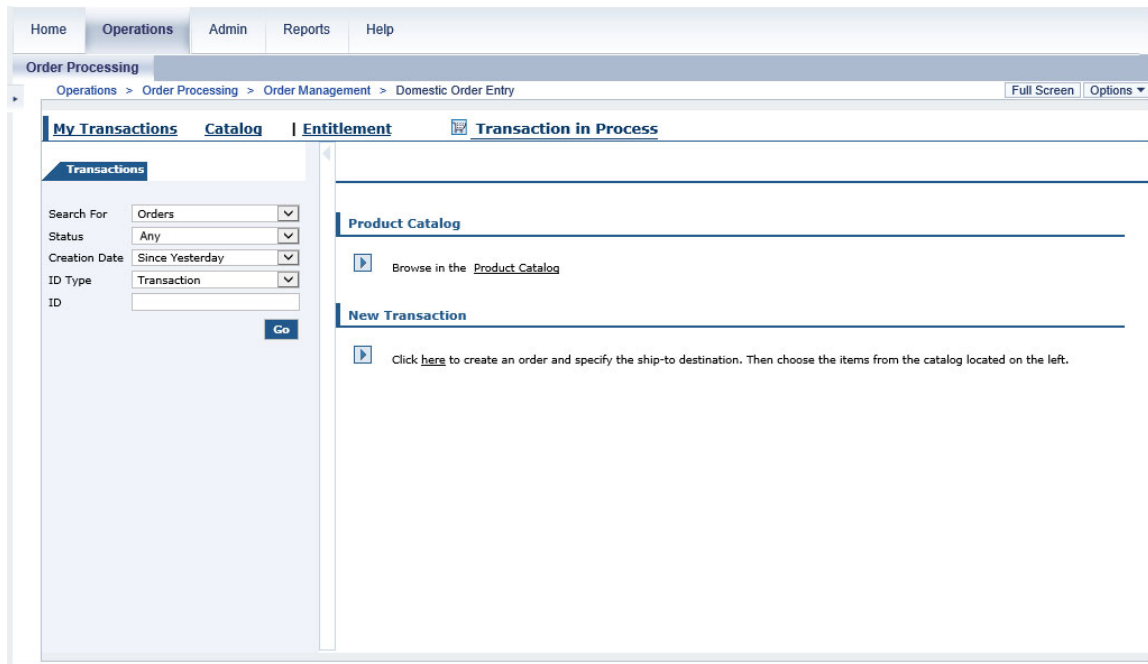 Home Operations Admin Reports Help
Order Processing
Operations > Order Processing > Order Management > Domestic Order Entry Full Screen Options
My Transactions Catalog | Entitlement Transaction in Process
Transactions
Search For Orders
Status Any
Creation Date Since Yesterday
ID Type Transaction
ID
Go
Product Catalog
Browse in the Product Catalog
New Transaction
Click here to create an order and specify the ship-to destination. Then choose the items from the catalog located on the left.